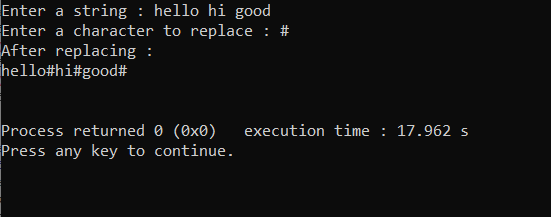 Enter a string : hello hi good
Enter a character to replace : #
After replacing :
hello#hi#good#
Process returned 0 (0x0)   execution time : 17.962 s
Press any key to continue.